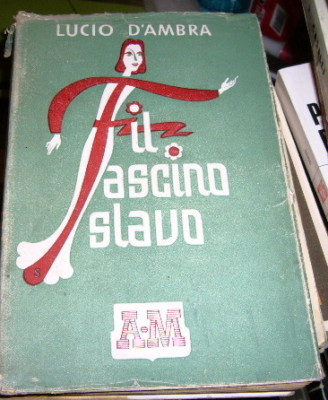 LUCIO D'AMBRA
il
fascino
slavo
A-M